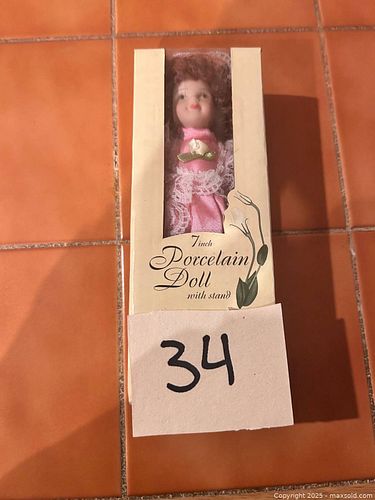 7 inch
Porcelain
Doll
with stand
34
Copyright 2025 - maxsold.com